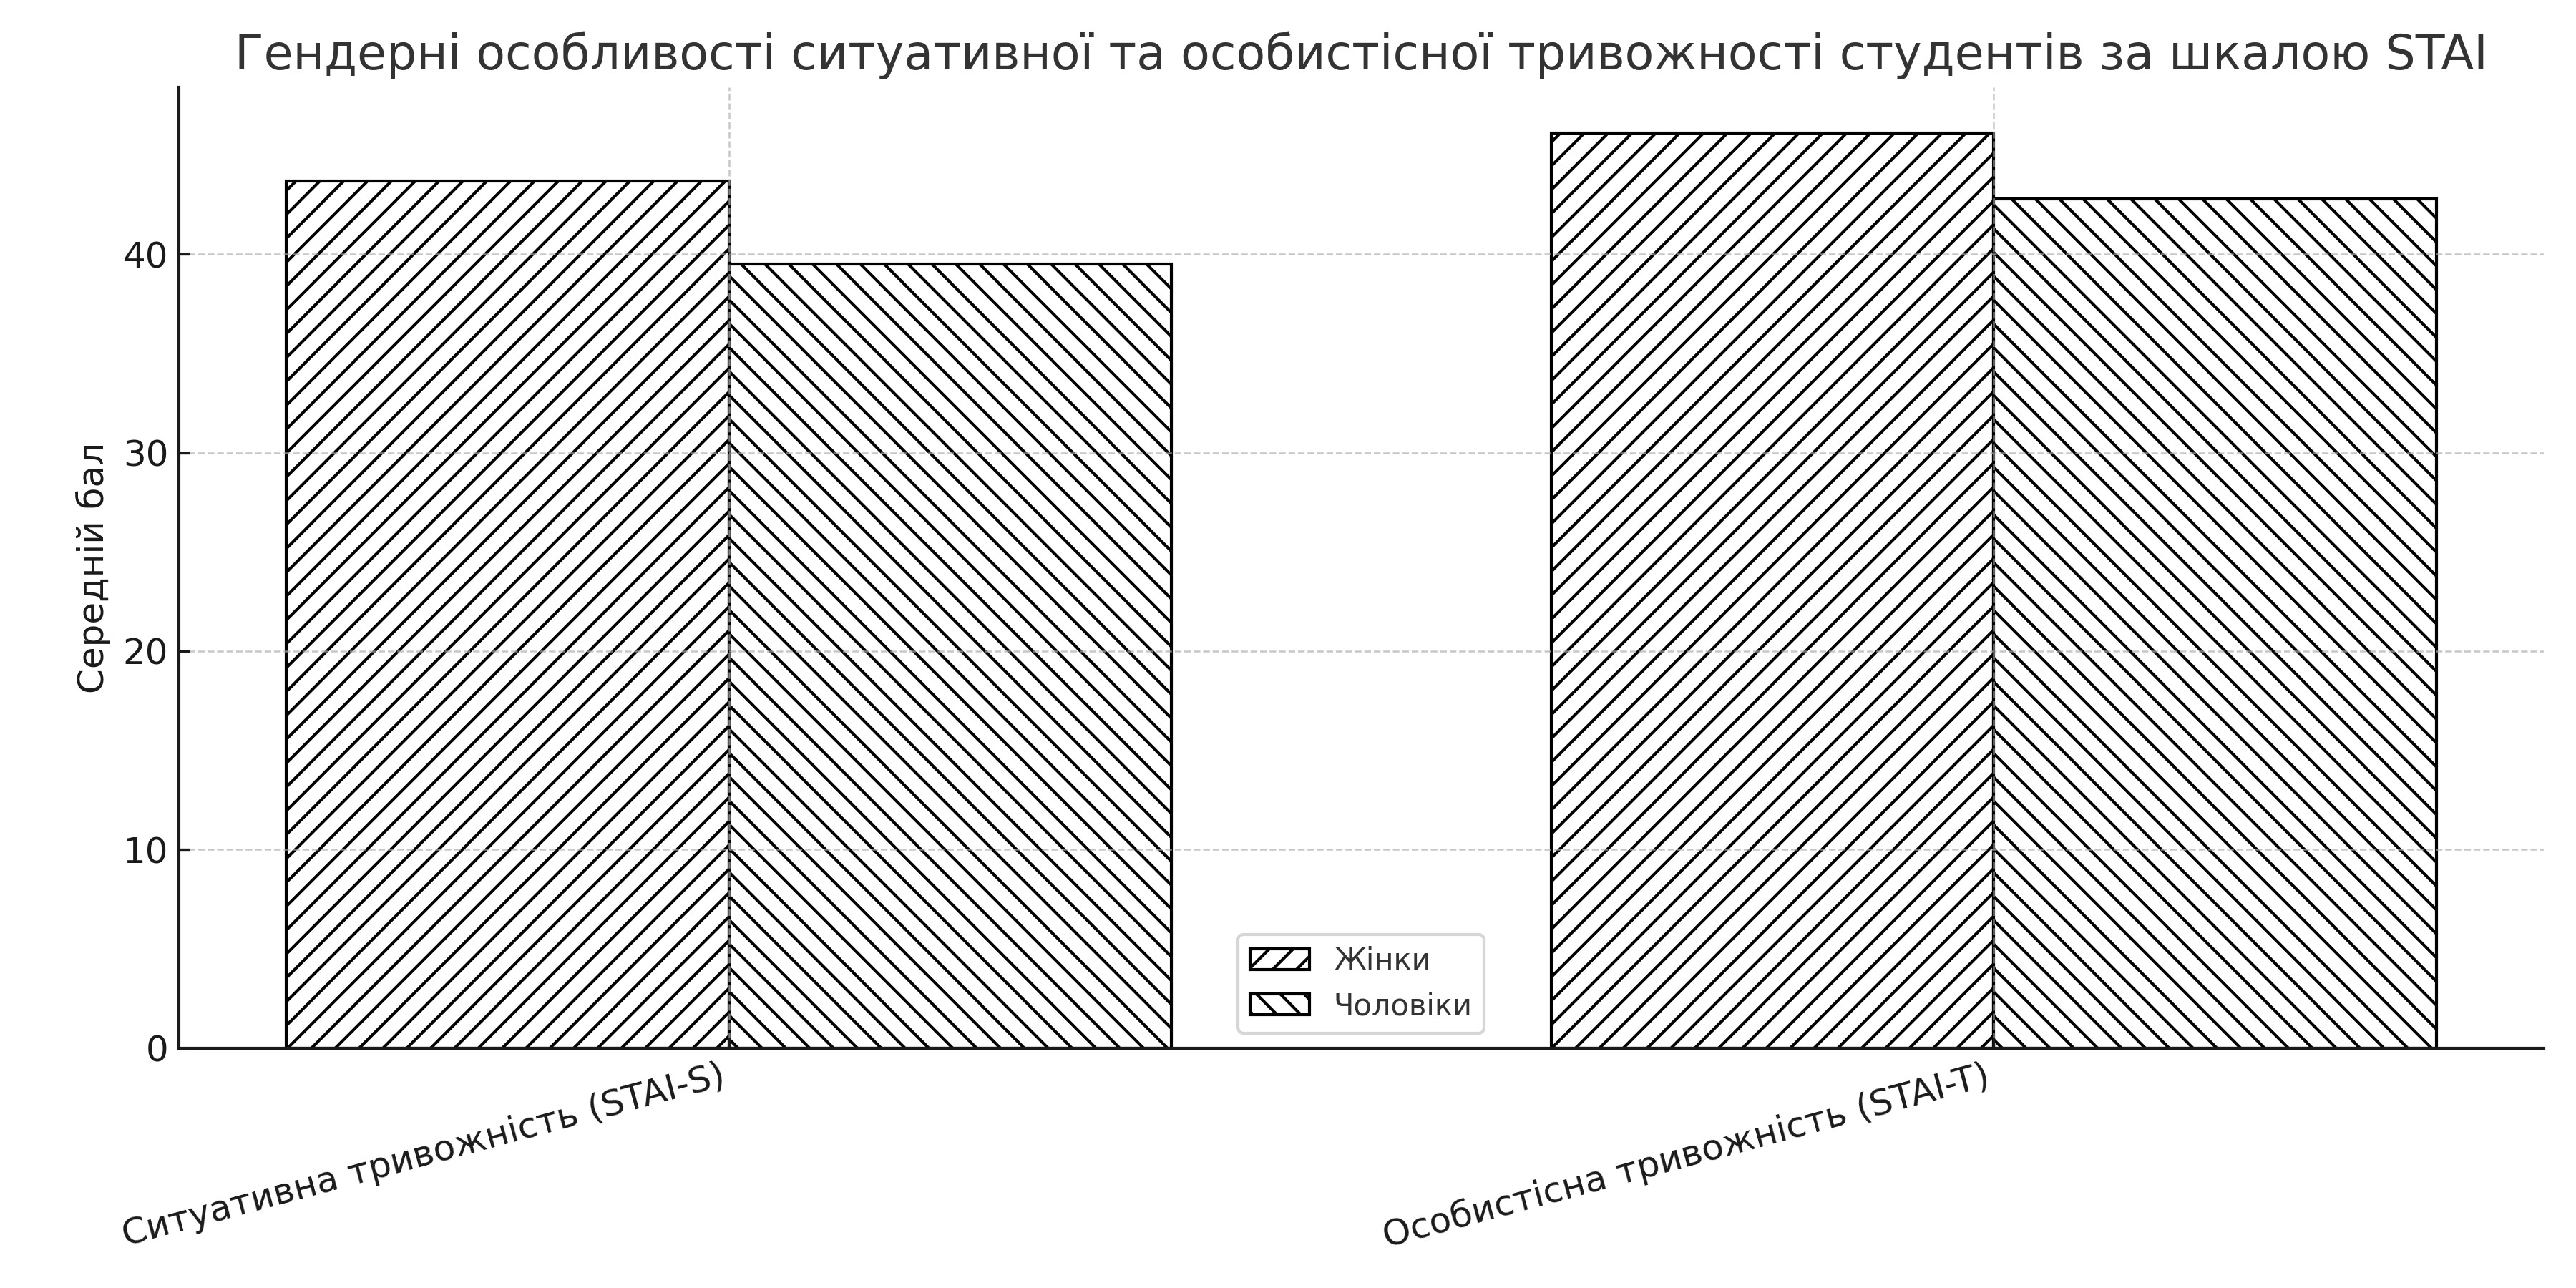 Гендерні особливості ситуативної та особистісної тривожності студентів за шкалою STAI
Середній бал
40
30
20
10
0
Жінки
Чоловіки
Ситуативна тривожність (STAI-S)
Особистісна тривожність (STAI-T)